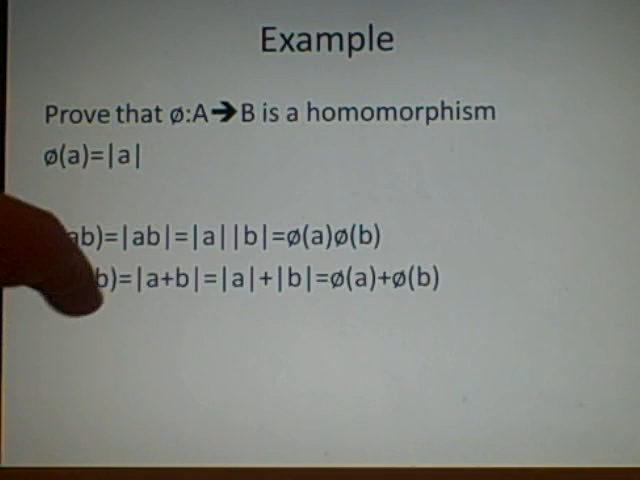 Example
Prove that ø:A➔B is a homomorphism
ø(a)=|a|
ab)=|ab|=|a||b|=ø(a)ø(b)
b)=|a+b|=|a|+|b|=ø(a)+ø(b)